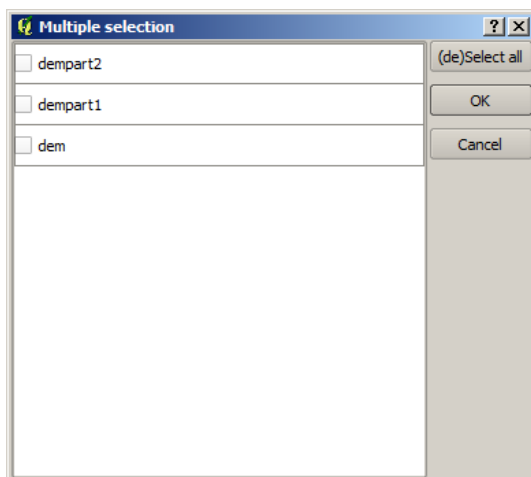 Multiple selection
dempart2
dempart1
dem
(de)Select all
OK
Cancel